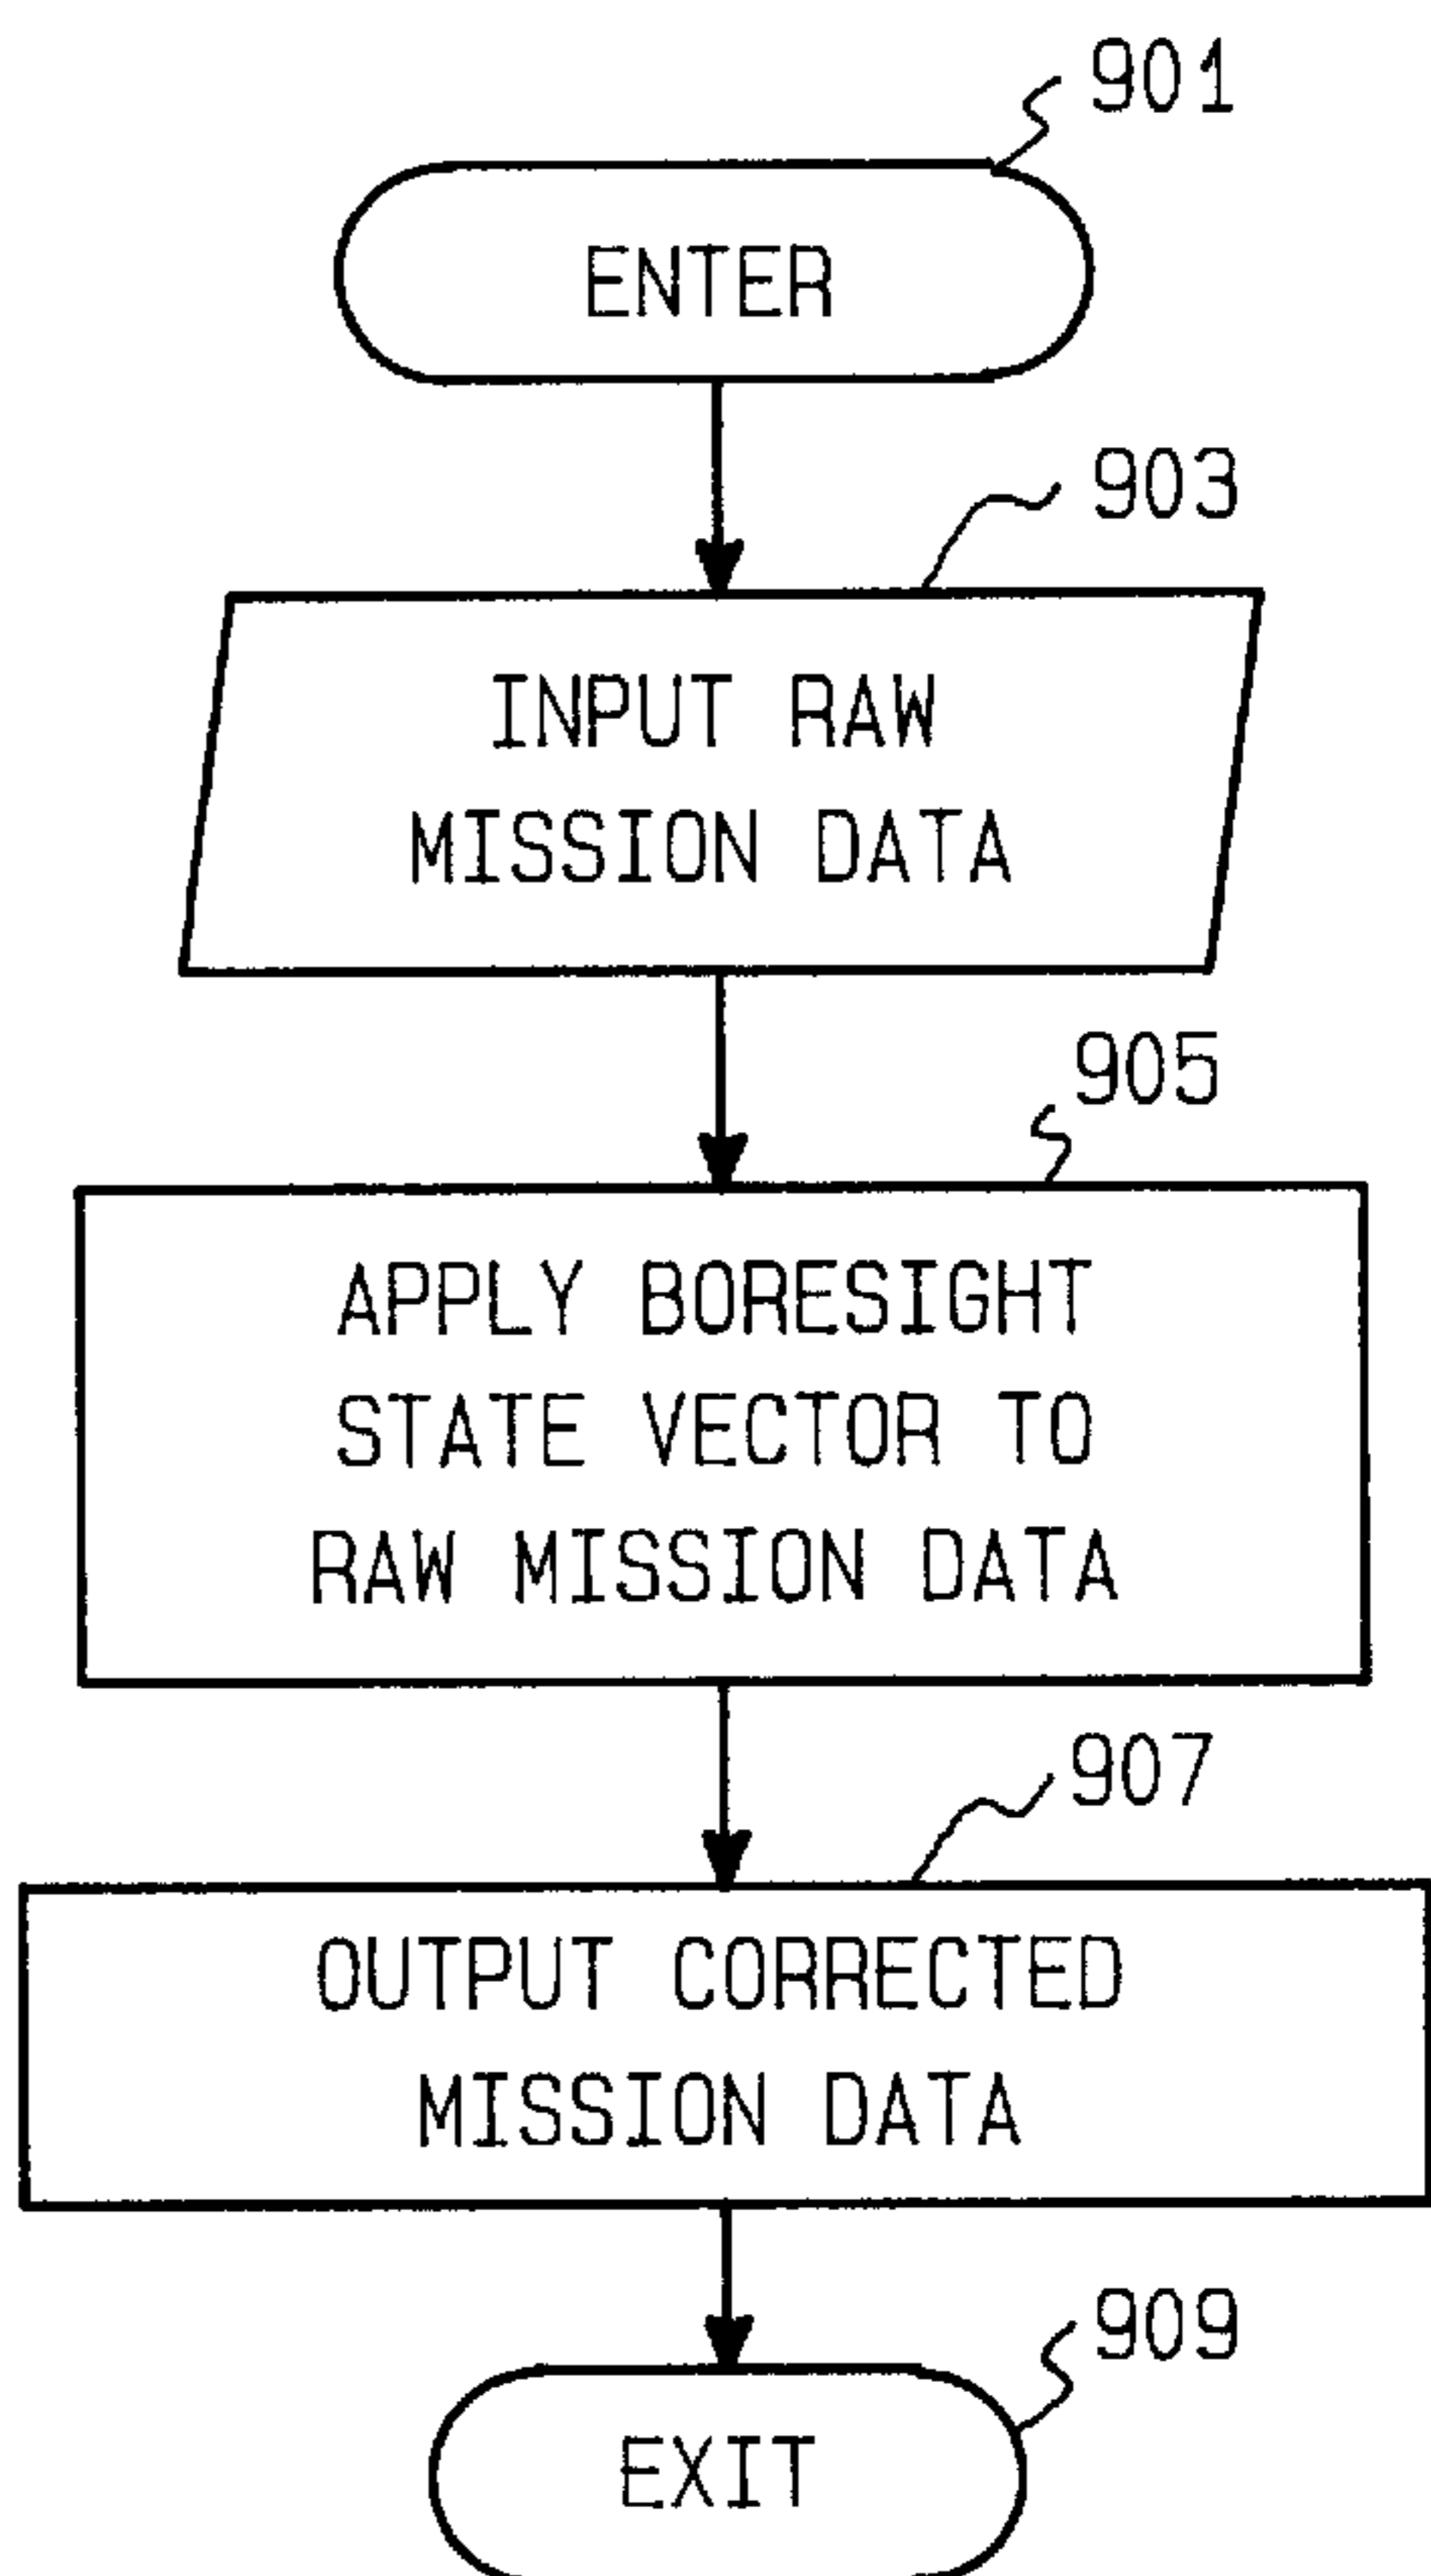 901
ENTER
903
INPUT RAW
MISSION DATA
905
APPLY BORESIGHT
STATE VECTOR TO
RAW MISSION DATA
907
OUTPUT CORRECTED
MISSION DATA
909
EXIT